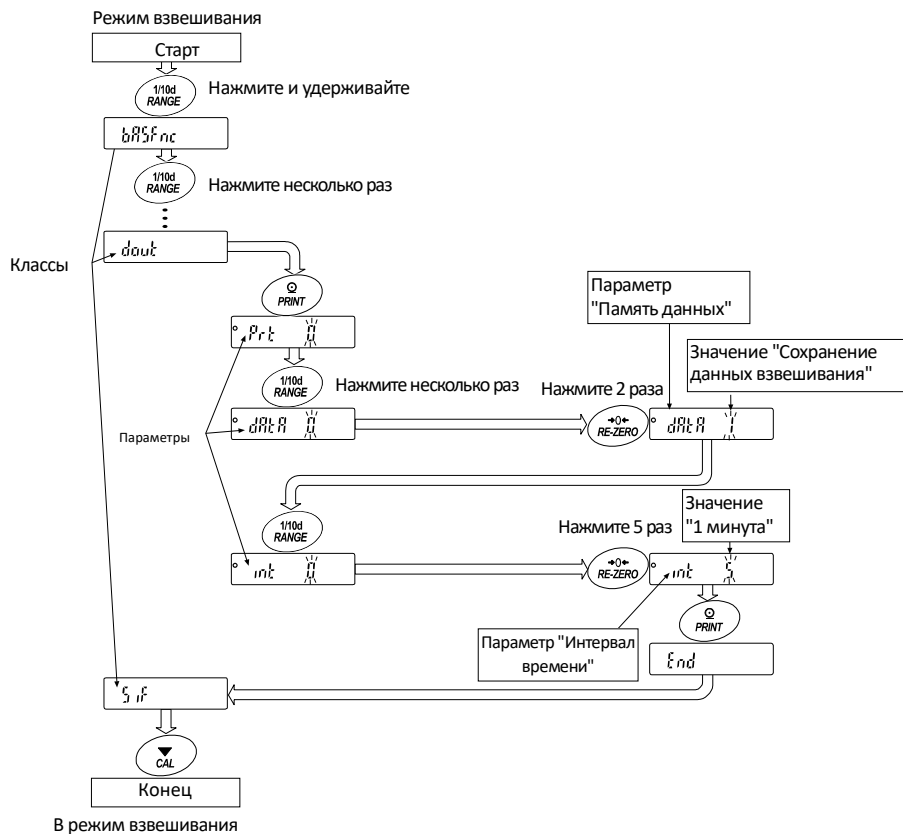 Режим взвешивания
Старт
1/10d
RANGE
Нажмите и удерживайте
bASFnc
1/10d
RANGE
Нажмите несколько раз
Классы
dout
PRINT
Prt 0
1/10d
RANGE
Нажмите несколько раз
Параметры
dAtA 0
Нажмите 2 раза
→0←
RE-ZERO
Параметр
"Память данных"
Значение "Сохранение
данных взвешивания"
dAtA 1
1/10d
RANGE
int 0
Нажмите 5 раз
→0←
RE-ZERO
Значение
"1 минута"
int 5
PRINT
Параметр "Интервал
времени"
End
SiF
CAL
Конец
В режим взвешивания